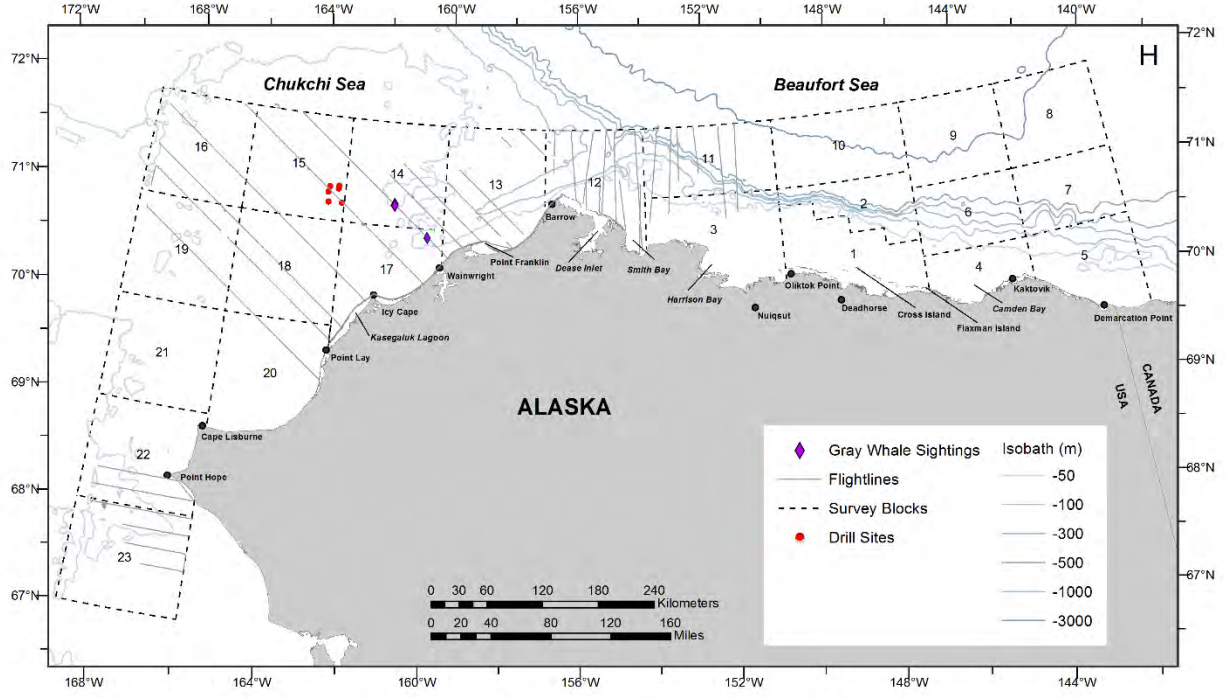 172°W 168°W 164°W 160°W 156°W 152°W 148°W 144°W 140°W
72°N 72°N
H
Chukchi Sea Beaufort Sea
8
9
71°N 71°N
16
15
10
14
11
13
12
7
2
6
Barrow
3
19
18
17
1
4
5
70°N 70°N
Point Franklin
Dease Inlet
Smith Bay
Wainwright
Harrison Bay
Oliktok Point
Kaktovik
Nuiqsut
Deadhorse
Cross Island
Flaxman Island
Camden Bay
Demarcation Point
Icy Cape
Kasegaluk Lagoon
21
20
Point Lay
69°N 69°N
CANADA
USA
ALASKA
Cape Lisburne
22
Point Hope
68°N 68°N
23
67°N 67°N
Gray Whale Sightings
Flightlines
Survey Blocks
Drill Sites
Isobath (m)
-50
-100
-300
-500
-1000
-3000
0 30 60 120 180 240
Kilometers
0 20 40 80 120 160
Miles
168°W 164°W 160°W 156°W 152°W 148°W 144°W